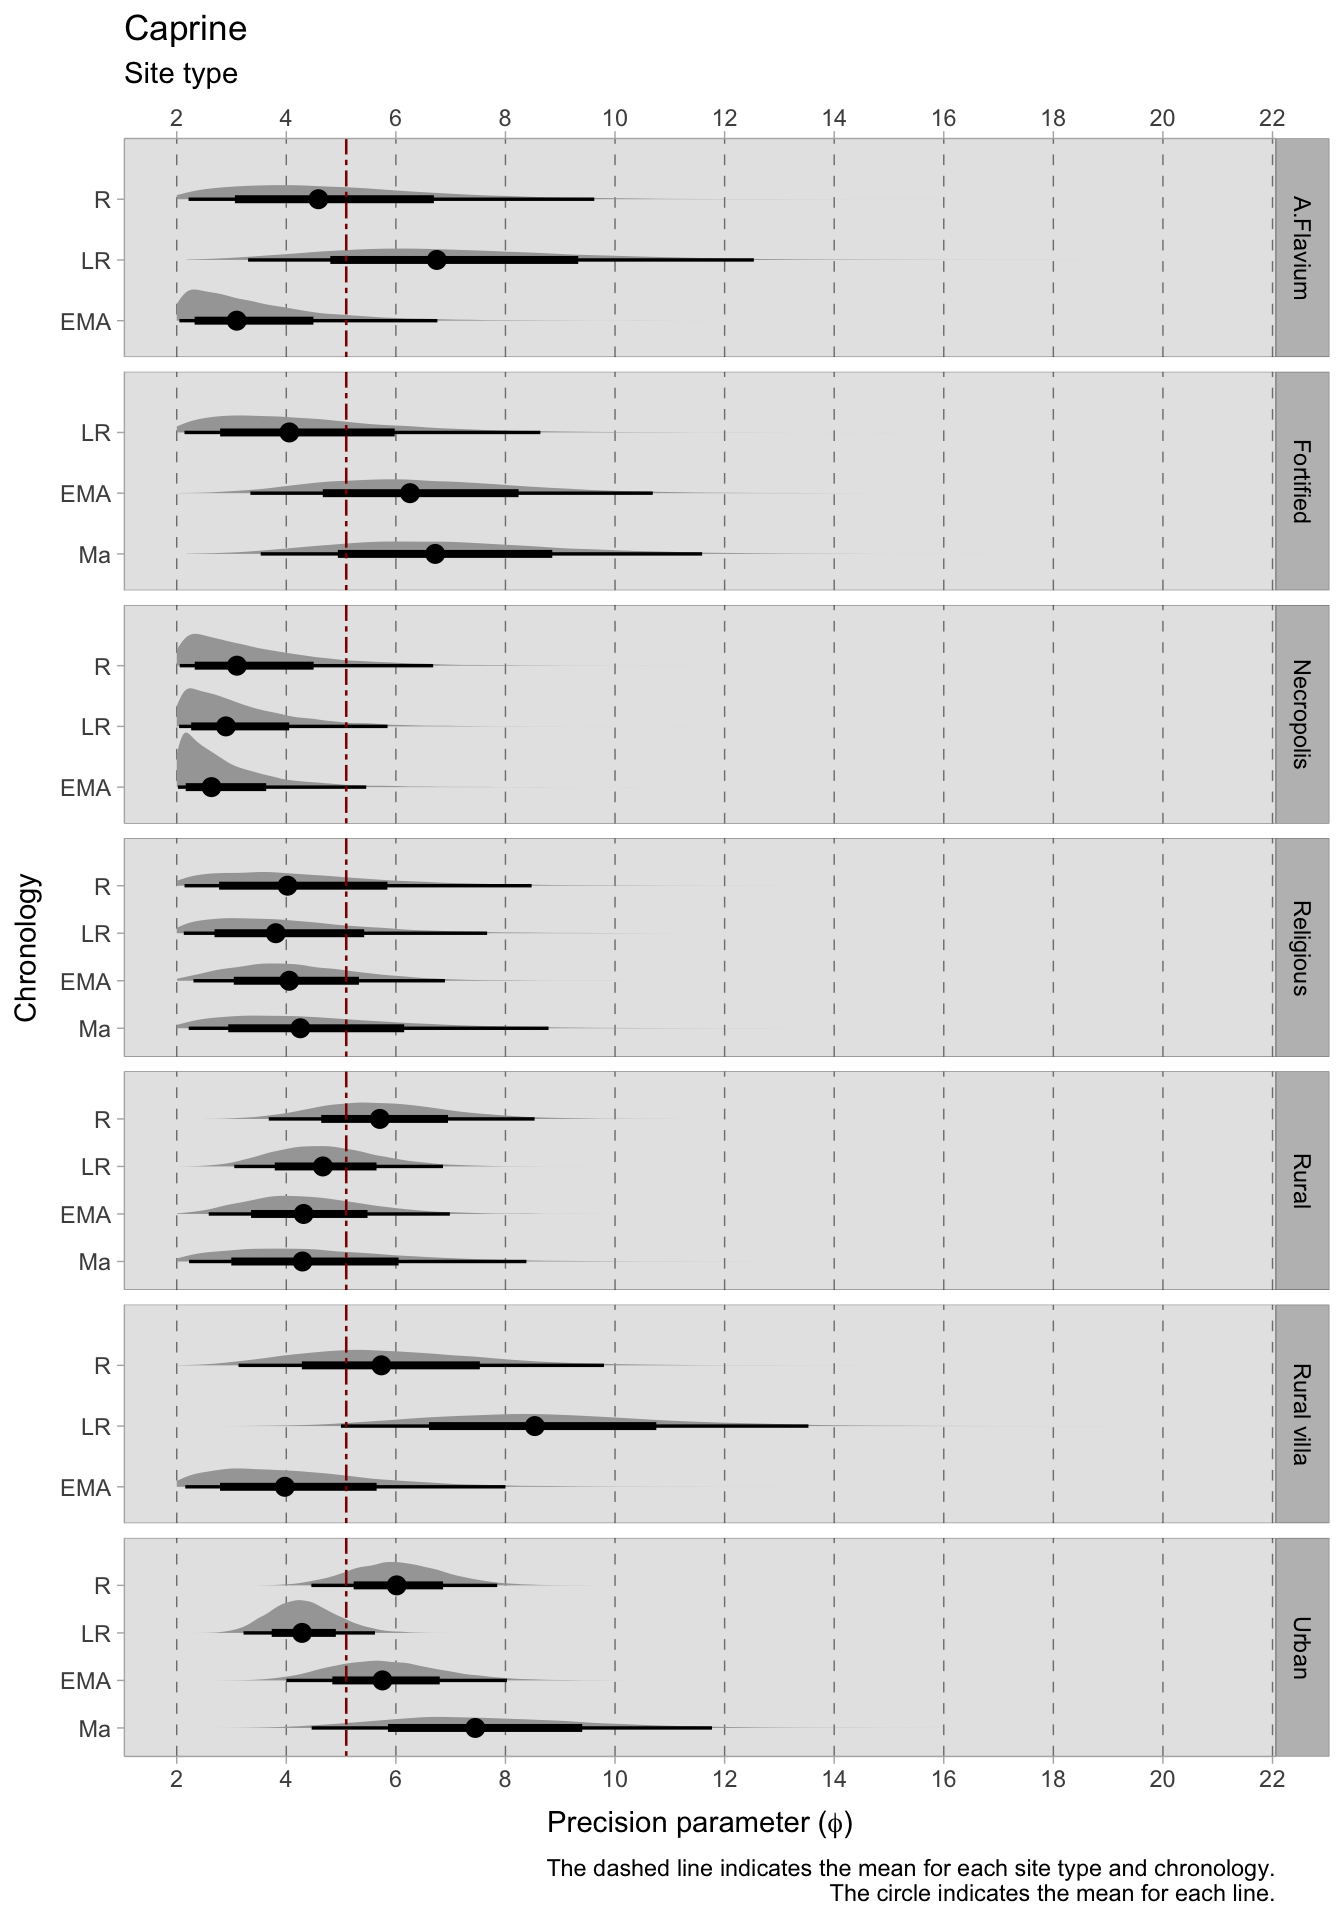 Caprine
Site type
2 4 6 8 10 12 14 16 18 20 22
R
LR
EMA
A.Flavium
LR
EMA
Ma
Fortified
R
LR
EMA
Necropolis
R
LR
EMA
Ma
Religious
Chronology
R
LR
EMA
Ma
Rural
R
LR
EMA
Rural villa
R
LR
EMA
Ma
Urban
2 4 6 8 10 12 14 16 18 20 22
Precision parameter (ϕ)
The dashed line indicates the mean for each site type and chronology.
The circle indicates the mean for each line.